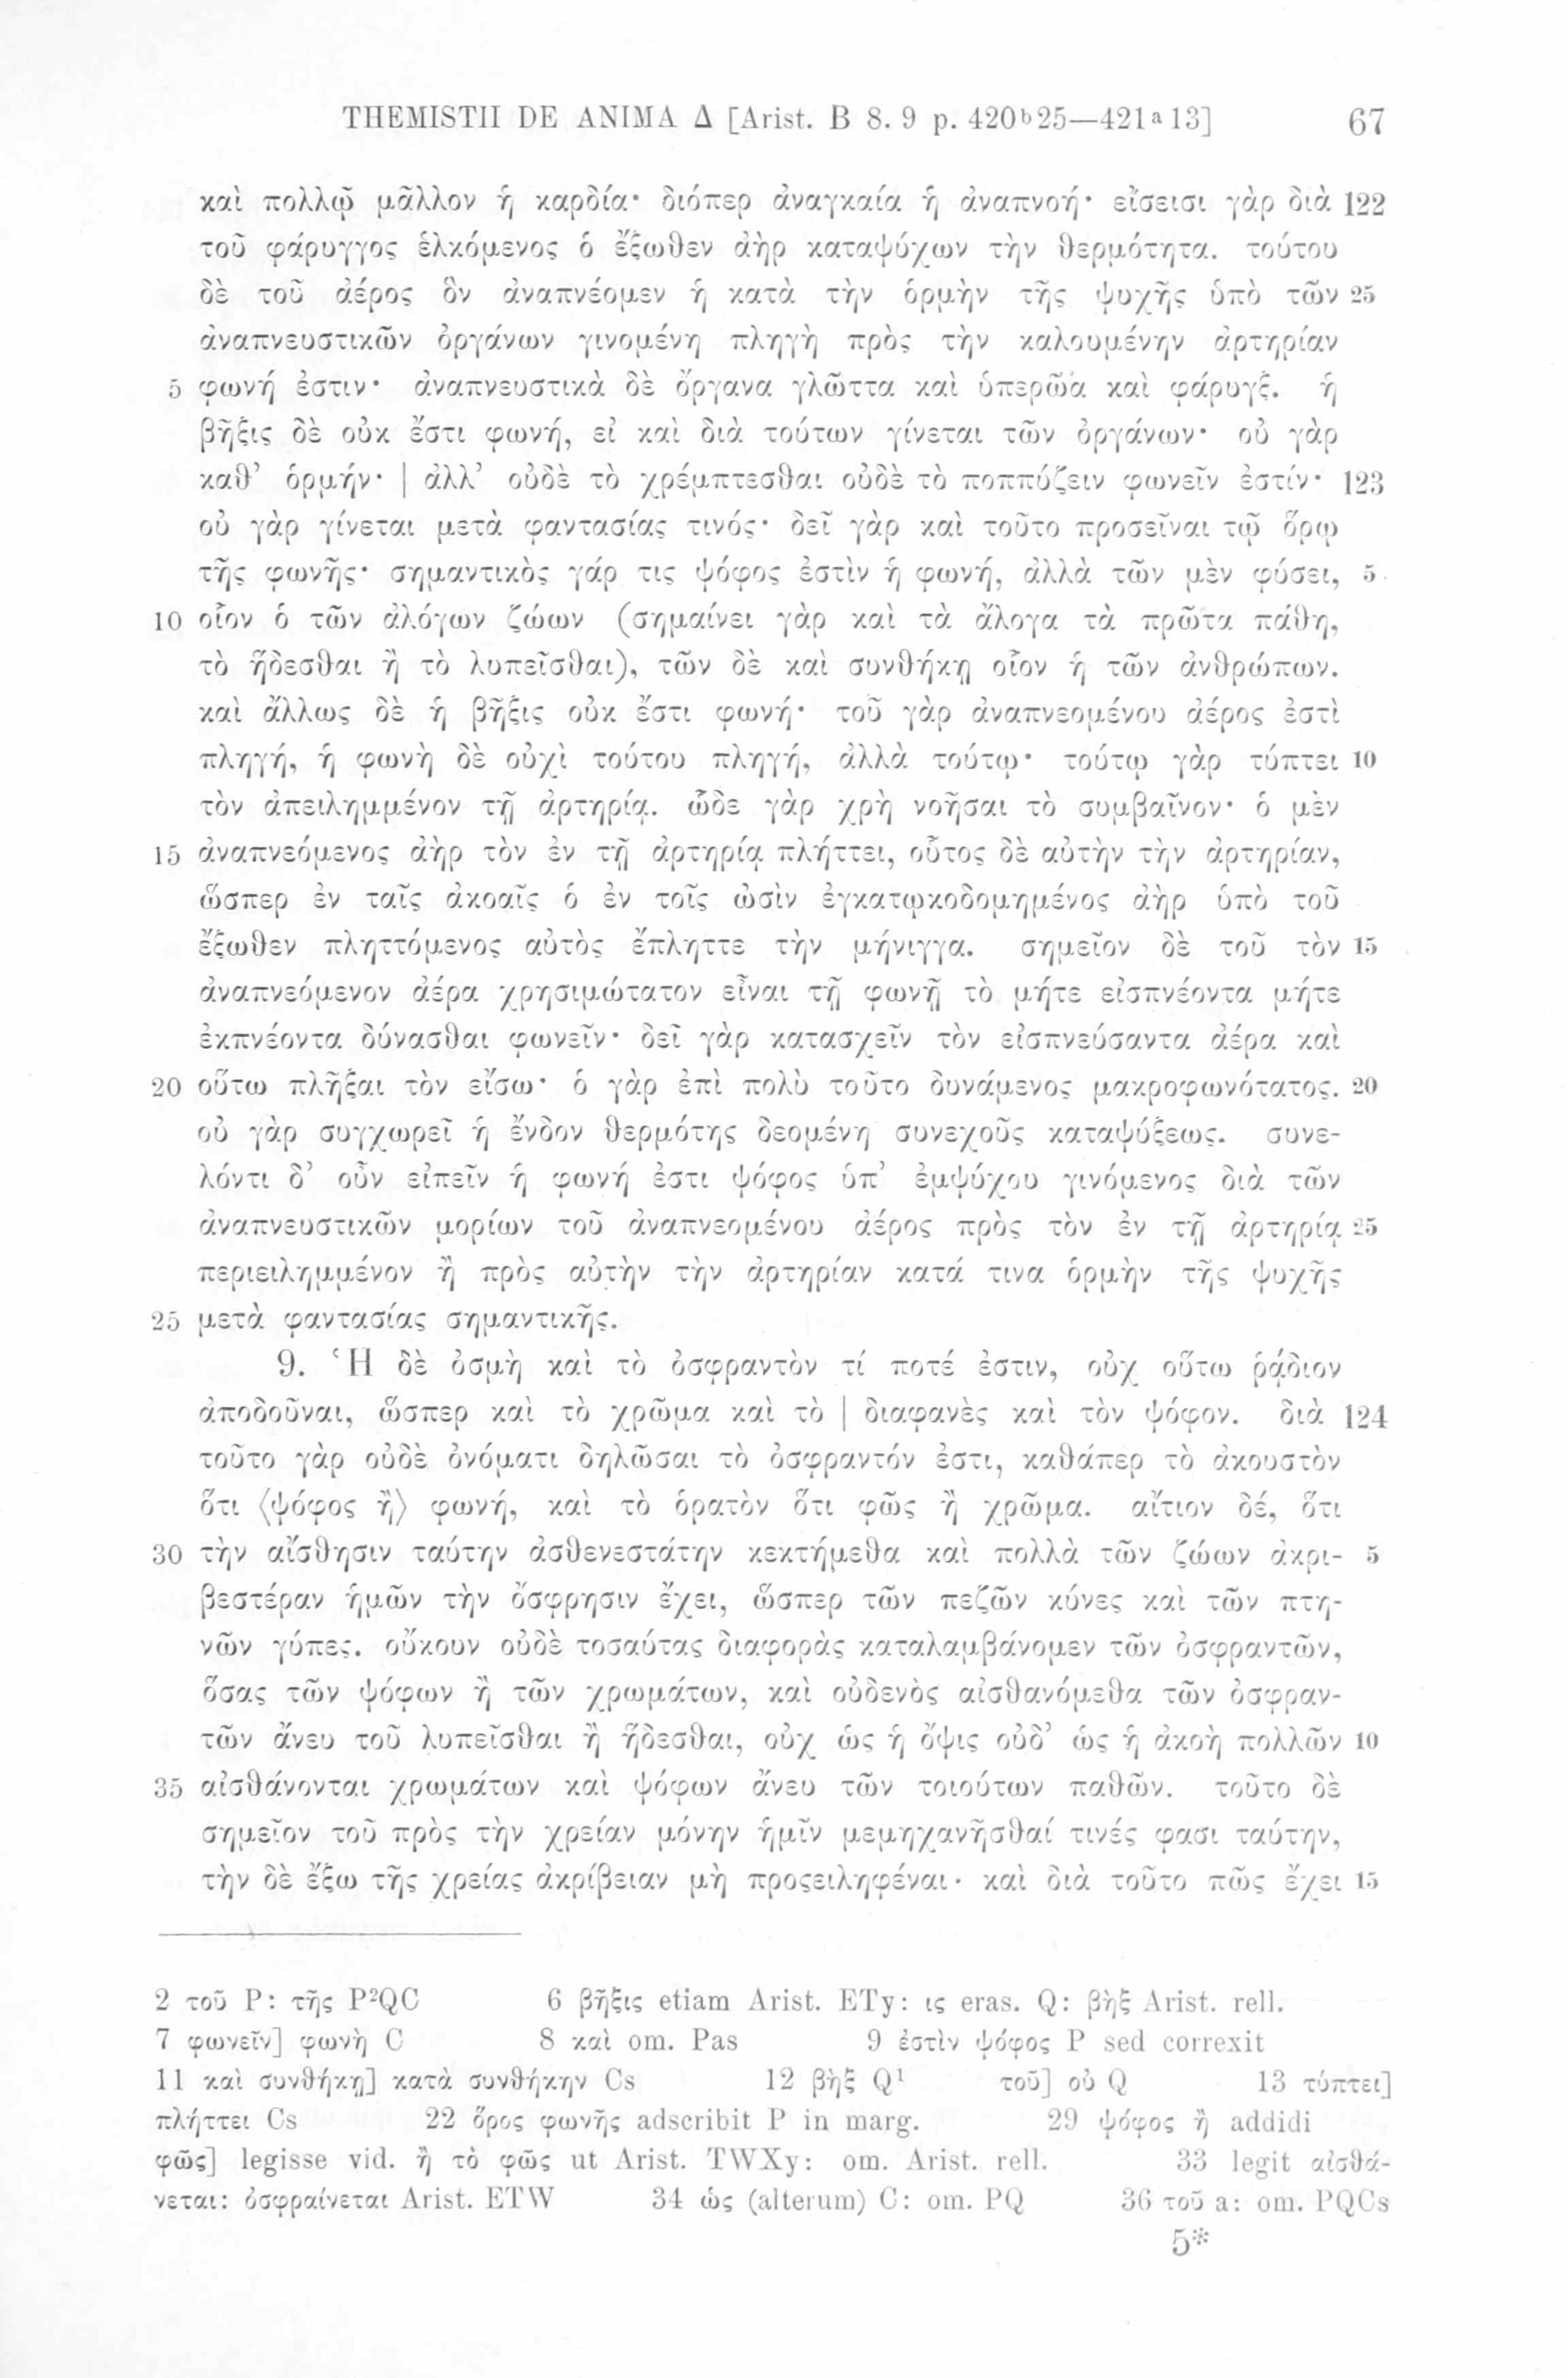 THEMISTII DE ANIMA Δ [Arist. B 8. 9 p. 420b25—421a13] 67
καὶ πολλῷ μᾶλλον ἡ καρδία· διόπερ ἀναγκαία ἡ ἀναπνοή· εἴσεισι γὰρ διὰ 122
τοῦ φάρυγγος ἑλκόμενος ὁ ἔξωθεν ἀὴρ καταψύχων τὴν θερμότητα. τούτου
δὲ τοῦ ἀέρος ὃν ἀναπνέομεν ἡ κατὰ τὴν ὁρμὴν τῆς ψυχῆς ὑπὸ τῶν 25
ἀναπνευστικῶν ὀργάνων γινομένη πληγὴ πρὸς τὴν καλουμένην ἀρτηρίαν
5 φωνή ἐστιν· ἀναπνευστικὰ δὲ ὄργανα γλῶττα καὶ ὑπερῴα καὶ φάρυγξ. ἡ
βῆξις δὲ οὐκ ἔστι φωνή, εἰ καὶ διὰ τούτων γίνεται τῶν ὀργάνων· οὐ γὰρ
καθ’ ὁρμήν· | ἀλλ’ οὐδὲ τὸ χρέμπτεσθαι οὐδὲ τὸ ποππύζειν φωνεῖν ἐστίν· 123
οὐ γὰρ γίνεται μετὰ φαντασίας τινός· δεῖ γὰρ καὶ τοῦτο προσεῖναι τῷ ὅρῳ
τῆς φωνῆς· σημαντικὸς γάρ τις ψόφος ἐστὶν ἡ φωνή, ἀλλὰ τῶν μὲν φύσει, 5
10 οἷον ὁ τῶν ἀλόγων ζώων (σημαίνει γὰρ καὶ τὰ ἄλογα τὰ πρῶτα πάθη,
τὸ ἥδεσθαι ἢ τὸ λυπεῖσθαι), τῶν δὲ καὶ συνθήκῃ οἷον ἡ τῶν ἀνθρώπων.
καὶ ἄλλως δὲ ἡ βῆξις οὐκ ἔστι φωνή· τοῦ γὰρ ἀναπνεομένου ἀέρος ἐστὶ
πληγή, ἡ φωνὴ δὲ οὐχὶ τούτου πληγή, ἀλλὰ τούτῳ· τούτῳ γὰρ τύπτει 10
τὸν ἀπειλημμένον τῇ ἀρτηρίᾳ. ὧδε γὰρ χρὴ νοῆσαι τὸ συμβαῖνον· ὁ μὲν
15 ἀναπνεόμενος ἀὴρ τὸν ἐν τῇ ἀρτηρίᾳ πλήττει, οὗτος δὲ αὐτὴν τὴν ἀρτηρίαν,
ὥσπερ ἐν ταῖς ἀκοαῖς ὁ ἐν τοῖς ὠσὶν ἐγκατῳκοδομημένος ἀὴρ ὑπὸ τοῦ
ἔξωθεν πληττόμενος αὐτὸς ἔπληττε τὴν μήνιγγα. σημεῖον δὲ τοῦ τὸν 15
ἀναπνεόμενον ἀέρα χρησιμώτατον εἶναι τῇ φωνῇ τὸ μήτε εἰσπνέοντα μήτε
ἐκπνέοντα δύνασθαι φωνεῖν· δεῖ γὰρ κατασχεῖν τὸν εἰσπνεύσαντα ἀέρα καὶ
20 οὕτω πλῆξαι τὸν εἴσω· ὁ γὰρ ἐπὶ πολὺ τοῦτο δυνάμενος μακροφωνότατος. 20
οὐ γὰρ συγχωρεῖ ἡ ἔνδον θερμότης δεομένη συνεχοῦς καταψύξεως. συνε-
λόντι δ’ οὖν εἰπεῖν ἡ φωνή ἐστι ψόφος ὑπ’ ἐμψύχου γινόμενος διὰ τῶν
ἀναπνευστικῶν μορίων τοῦ ἀναπνεομένου ἀέρος πρὸς τὸν ἐν τῇ ἀρτηρίᾳ 25
περιειλημμένον ἢ πρὸς αὐτὴν τὴν ἀρτηρίαν κατά τινα ὁρμὴν τῆς ψυχῆς
25 μετὰ φαντασίας σημαντικῆς.
9. Ἡ δὲ ὀσμὴ καὶ τὸ ὀσφραντὸν τί ποτέ ἐστιν, οὐχ οὕτω ῥᾴδιον
ἀποδοῦναι, ὥσπερ καὶ τὸ χρῶμα καὶ τὸ | διαφανὲς καὶ τὸν ψόφον. διὰ 124
τοῦτο γὰρ οὐδὲ ὀνόματι δηλῶσαι τὸ ὀσφραντόν ἐστι, καθάπερ τὸ ἀκουστὸν
ὅτι ⟨ψόφος ἢ⟩ φωνή, καὶ τὸ ὁρατὸν ὅτι φῶς ἢ χρῶμα. αἴτιον δέ, ὅτι
30 τὴν αἴσθησιν ταύτην ἀσθενεστάτην κεκτήμεθα καὶ πολλὰ τῶν ζώων ἀκρι- 5
βεστέραν ἡμῶν τὴν ὄσφρησιν ἔχει, ὥσπερ τῶν πεζῶν κύνες καὶ τῶν πτη-
νῶν γύπες. οὔκουν οὐδὲ τοσαύτας διαφορὰς καταλαμβάνομεν τῶν ὀσφραντῶν,
ὅσας τῶν ψόφων ἢ τῶν χρωμάτων, καὶ οὐδενὸς αἰσθανόμεθα τῶν ὀσφραν-
τῶν ἄνευ τοῦ λυπεῖσθαι ἢ ἥδεσθαι, οὐχ ὡς ἡ ὄψις οὐδ’ ὡς ἡ ἀκοὴ πολλῶν 10
35 αἰσθάνονται χρωμάτων καὶ ψόφων ἄνευ τῶν τοιούτων παθῶν. τοῦτο δὲ
σημεῖον τοῦ πρὸς τὴν χρείαν μόνην ἡμῖν μεμηχανῆσθαί τινές φασι ταύτην,
τὴν δὲ ἔξω τῆς χρείας ἀκρίβειαν μὴ προςειληφέναι· καὶ διὰ τοῦτο πῶς ἔχει 15
2 τοῦ P: τῆς P²QC 6 βῆξις etiam Arist. ETy: ις eras. Q: βὴξ Arist. rell.
7 φωνεῖν] φωνὴ C 8 καὶ om. Pas 9 ἐστὶν ψόφος P sed correxit
11 καὶ συνθήκῃ] κατὰ συνθήκην Cs 12 βὴξ Q¹ τοῦ] οὐ Q 13 τύπτει]
πλήττει Cs 22 ὅρος φωνῆς adscribit P in marg. 29 ψόφος ἢ addidi
φῶς] legisse vid. ἢ τὸ φῶς ut Arist. TWXy: om. Arist. rell. 33 legit αἰσθά-
νεται: ὀσφραίνεται Arist. ETW 34 ὡς (alterum) C: om. PQ 36 τοῦ a: om. PQCs
5*